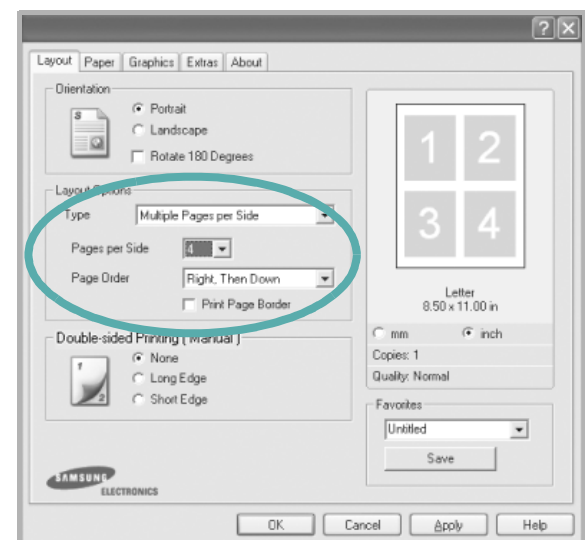 Layout Paper Graphics Extras About
Orientation
S
Portrait
Landscape
Rotate 180 Degrees
Layout Options
Type Multiple Pages per Side
Pages per Side 4
Page Order Right, Then Down
Print Page Border
Double-sided Printing ( Manual )
1
2
None
Long Edge
Short Edge
SAMSUNG
ELECTRONICS
?
1 2
3 4
Letter
8.50 x 11.00 in
mm inch
Copies: 1
Quality: Normal
Favorites
Untitled
Save
OK Cancel Apply Help